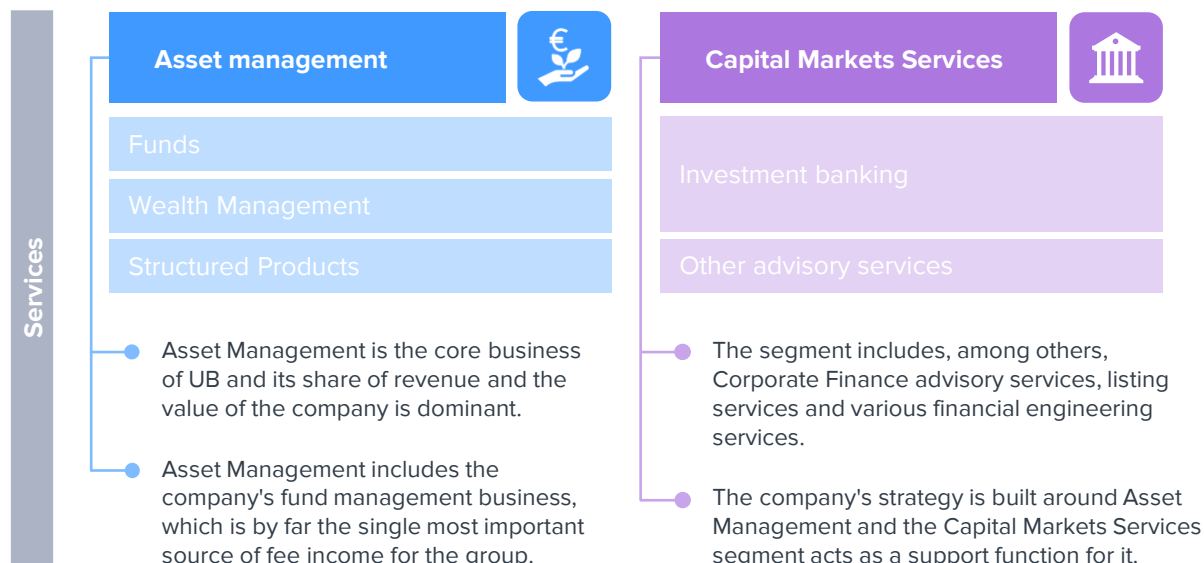 Services
Asset management
Funds
Wealth Management
Structured Products
Asset Management is the core business
of UB and its share of revenue and the
value of the company is dominant.
Asset Management includes the
company's fund management business,
which is by far the single most important
source of fee income for the group.
Capital Markets Services
Investment banking
Other advisory services
The segment includes, among others,
Corporate Finance advisory services, listing
services and various financial engineering
services.
The company's strategy is built around Asset
Management and the Capital Markets Services
segment acts as a support function for it.